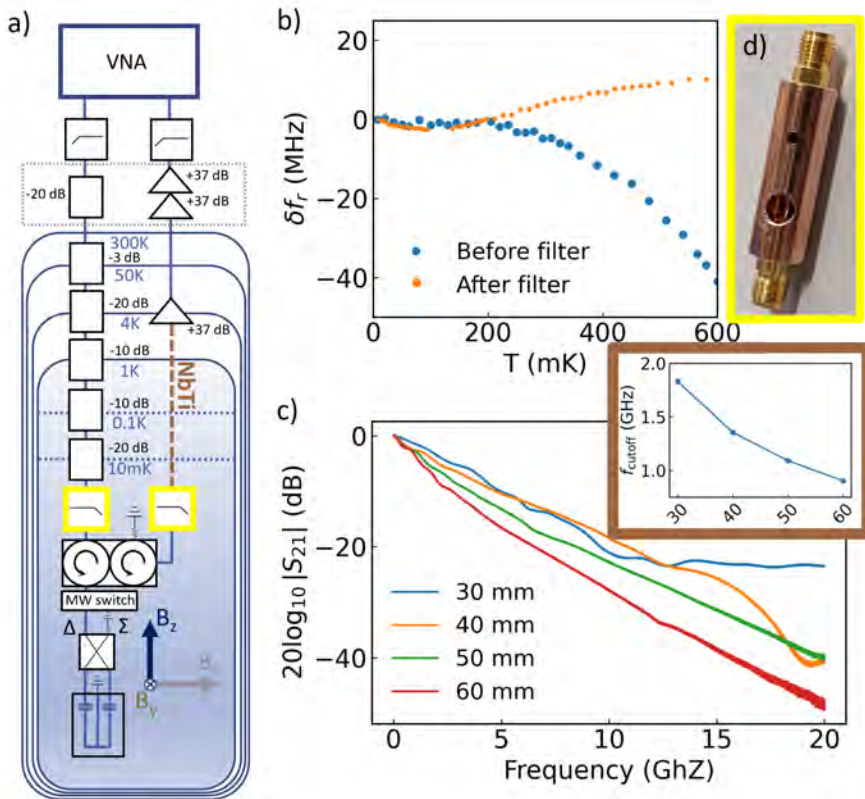 a)
VNA
-20 dB
+37 dB
+37 dB
300K
-3 dB
50K
-20 dB
4K
+37 dB
-10 dB
1K
NbTi
-10 dB
0.1K
-20 dB
10mK
MW switch
Δ
Σ
B_z
B_y
b)
δf_r (MHz)
20
0
−20
−40
Before filter
After filter
0
200
400
600
T (mK)
d)
c)
20log₁₀ |S₂₁| (dB)
0
−20
−40
30 mm
40 mm
50 mm
60 mm
0
5
10
15
20
Frequency (GhZ)
f_cutoff (GHz)
2.0
1.5
1.0
30
40
50
60